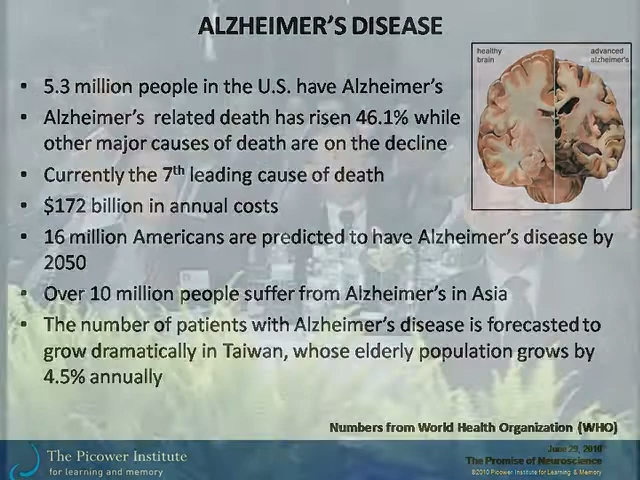 ALZHEIMER'S DISEASE
healthy brain
advanced alzheimer's
• 5.3 million people in the U.S. have Alzheimer's
• Alzheimer's related death has risen 46.1% while
other major causes of death are on the decline
• Currently the 7th leading cause of death
• $172 billion in annual costs
• 16 million Americans are predicted to have Alzheimer's disease by
2050
• Over 10 million people suffer from Alzheimer's in Asia
• The number of patients with Alzheimer's disease is forecasted to
grow dramatically in Taiwan, whose elderly population grows by
4.5% annually
Numbers from World Health Organization (WHO)
The Picower Institute
for learning and memory
June 29, 2010
The Promise of Neuroscience
©2010 Picower Institute for Learning & Memory